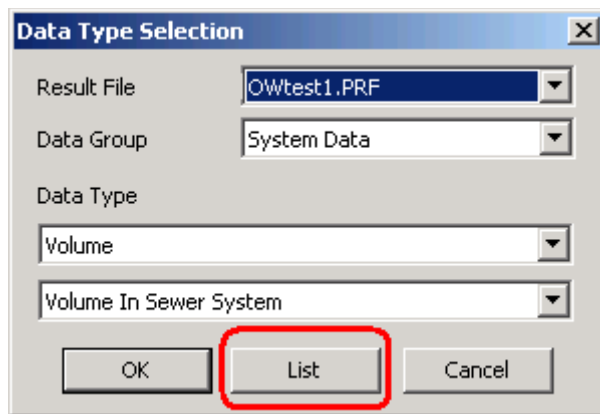 Data Type Selection
Result File OWtest1.PRF
Data Group System Data
Data Type
Volume
Volume In Sewer System
OK List Cancel